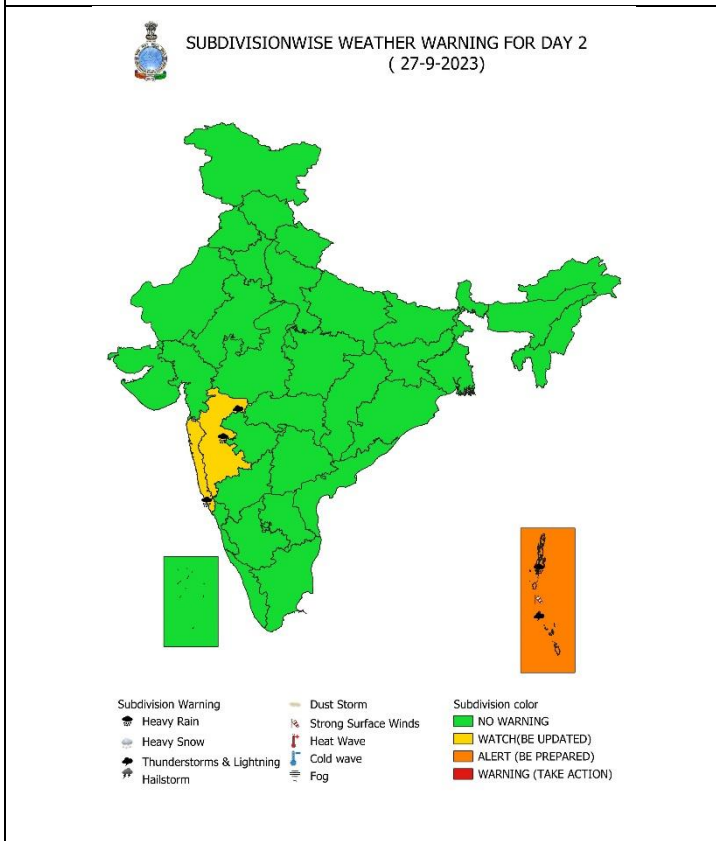 SUBDIVISIONWISE WEATHER WARNING FOR DAY 2
( 27-9-2023)
Subdivision Warning
Heavy Rain
Heavy Snow
Thunderstorms & Lightning
Hailstorm
Dust Storm
Strong Surface Winds
Heat Wave
Cold wave
Fog
Subdivision color
NO WARNING
WATCH(BE UPDATED)
ALERT (BE PREPARED)
WARNING (TAKE ACTION)